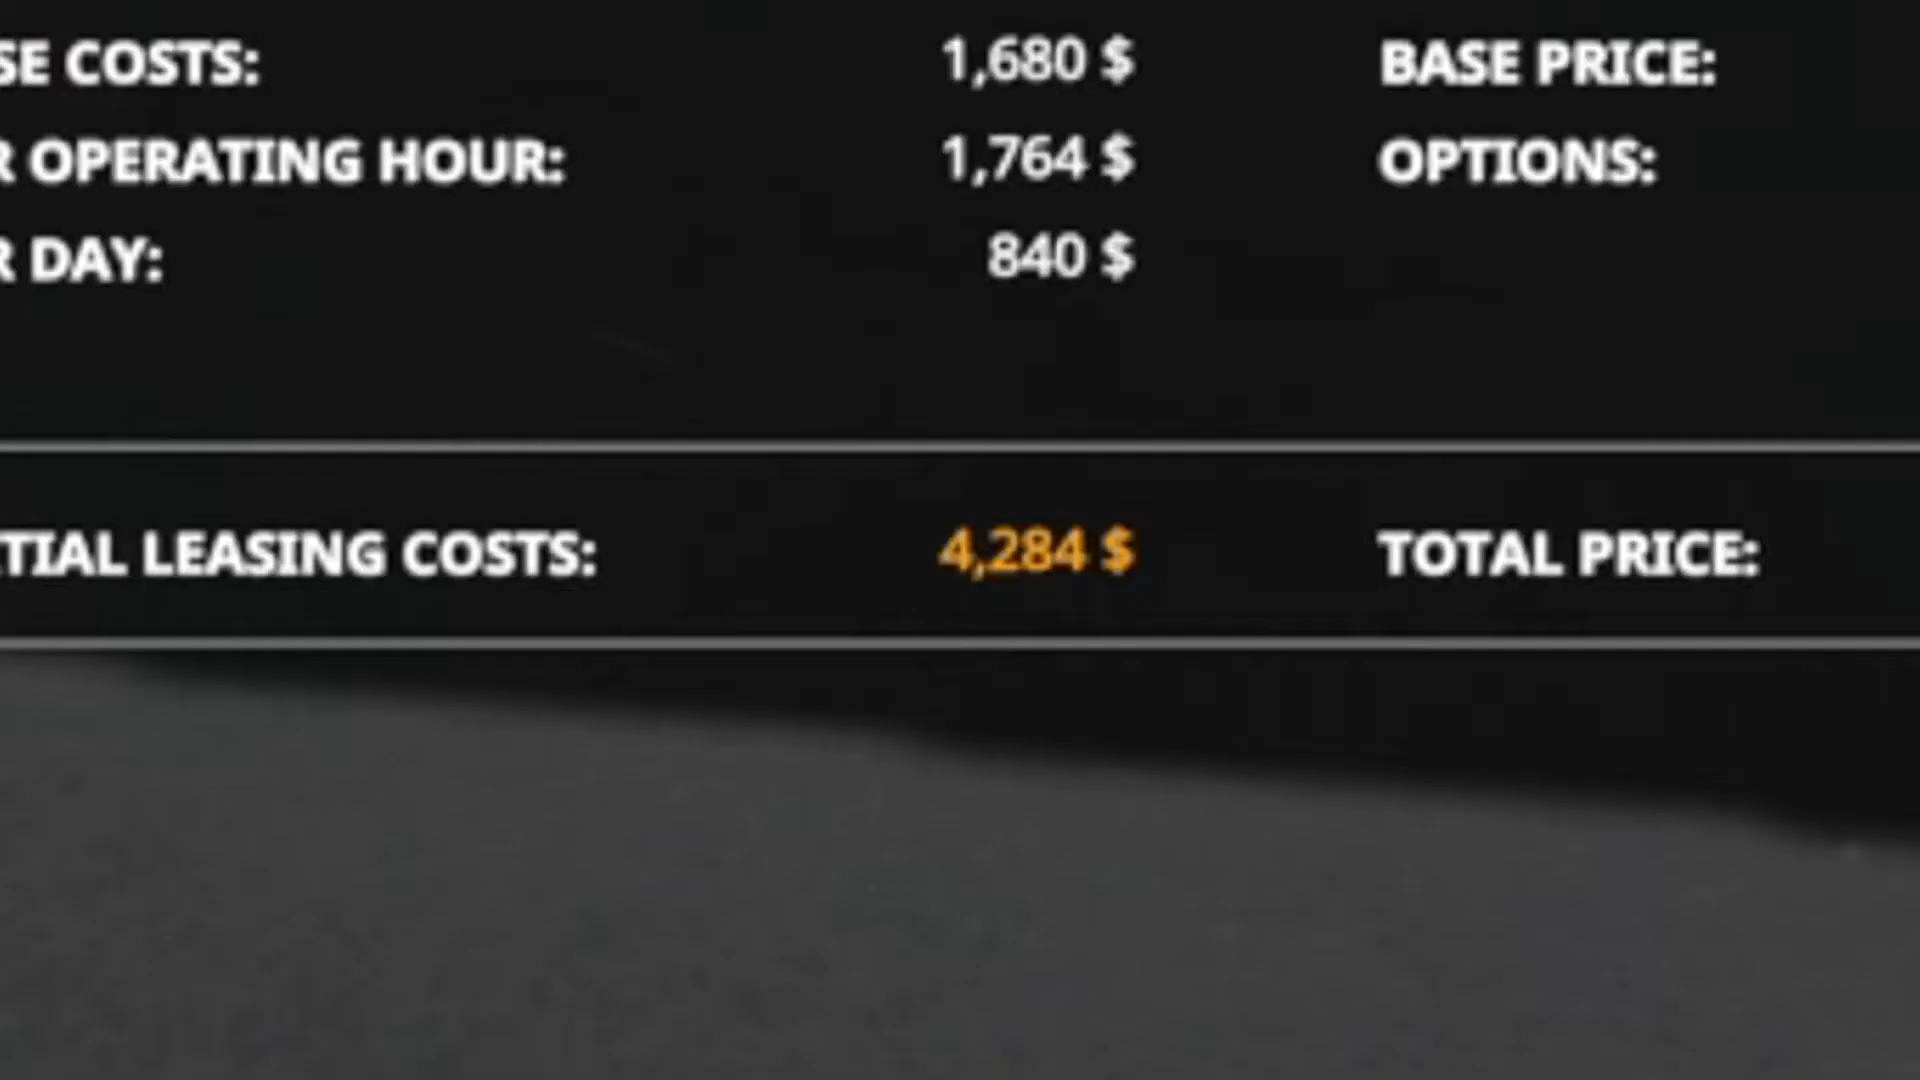 SE COSTS: 1,680 $ BASE PRICE:
R OPERATING HOUR: 1,764 $ OPTIONS:
R DAY: 840 $
TIAL LEASING COSTS: 4,284 $ TOTAL PRICE: